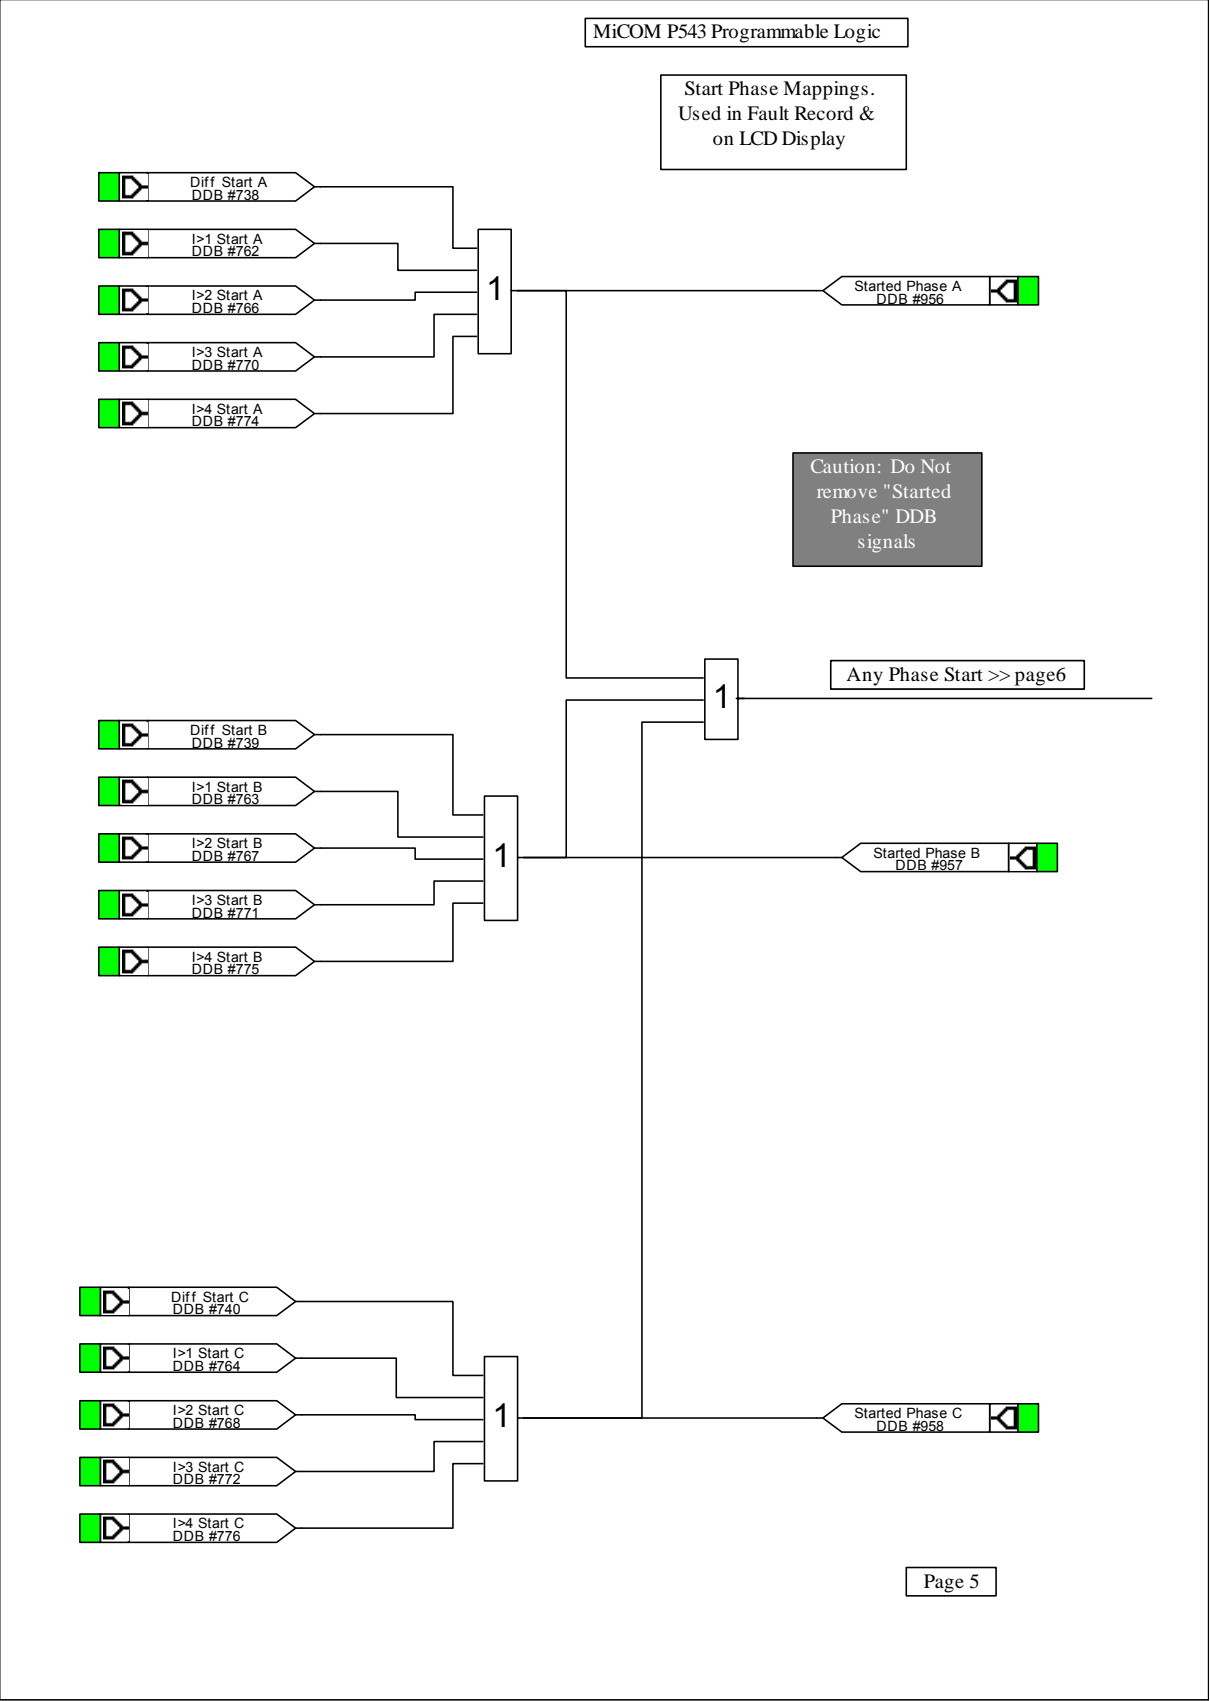 MiCOM P543 Programmable Logic
Start Phase Mappings.
Used in Fault Record &
on LCD Display
Diff Start A
DDB #738
I>1 Start A
DDB #762
I>2 Start A
DDB #766
I>3 Start A
DDB #770
I>4 Start A
DDB #774
1
Started Phase A
DDB #956
Caution: Do Not
remove "Started
Phase" DDB
signals
1
Any Phase Start >> page6
Diff Start B
DDB #739
I>1 Start B
DDB #763
I>2 Start B
DDB #767
I>3 Start B
DDB #771
I>4 Start B
DDB #775
1
Started Phase B
DDB #957
Diff Start C
DDB #740
I>1 Start C
DDB #764
I>2 Start C
DDB #768
I>3 Start C
DDB #772
I>4 Start C
DDB #776
1
Started Phase C
DDB #958
Page 5